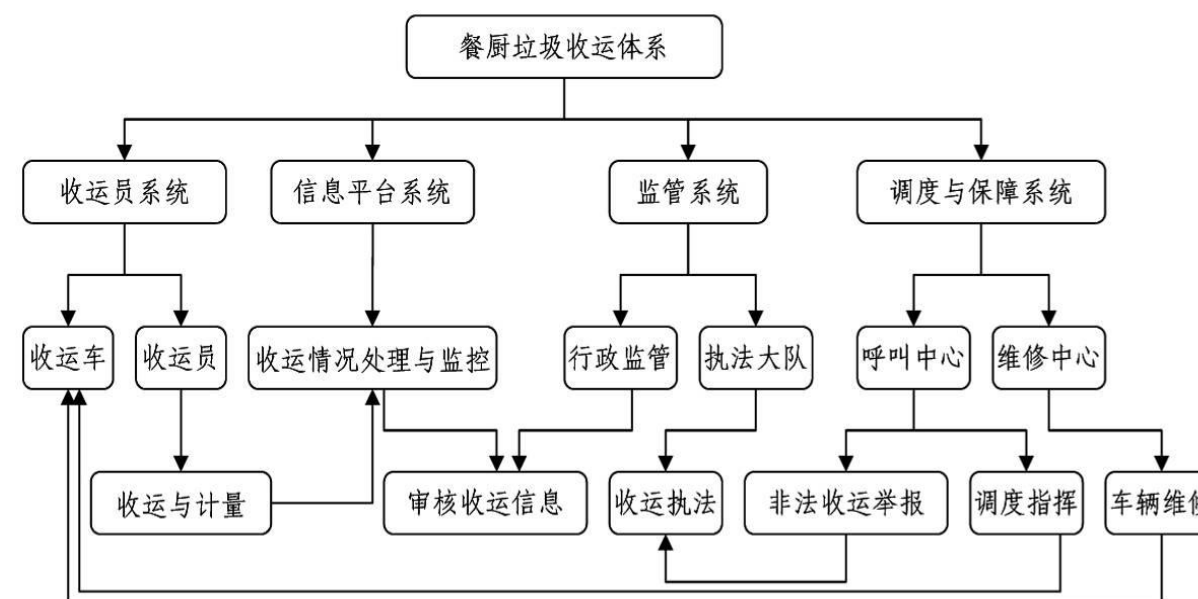 餐厨垃圾收运体系
收运员系统
信息平台系统
监管系统
调度与保障系统
收运车
收运员
收运情况处理与监控
行政监管
执法大队
呼叫中心
维修中心
收运与计量
审核收运信息
收运执法
非法收运举报
调度指挥
车辆维修